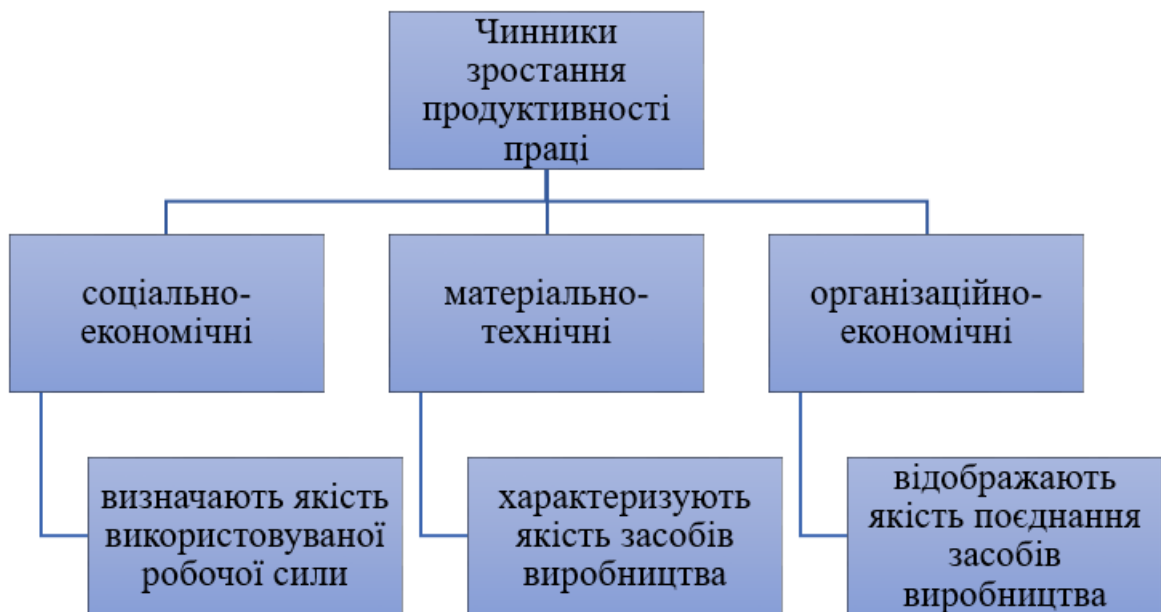 Чинники
зростання
продуктивності
праці
соціально-
економічні
матеріально-
технічні
організаційно-
економічні
визначають якість
використовуваної
робочої сили
характеризують
якість засобів
виробництва
відображають
якість поєднання
засобів
виробництва